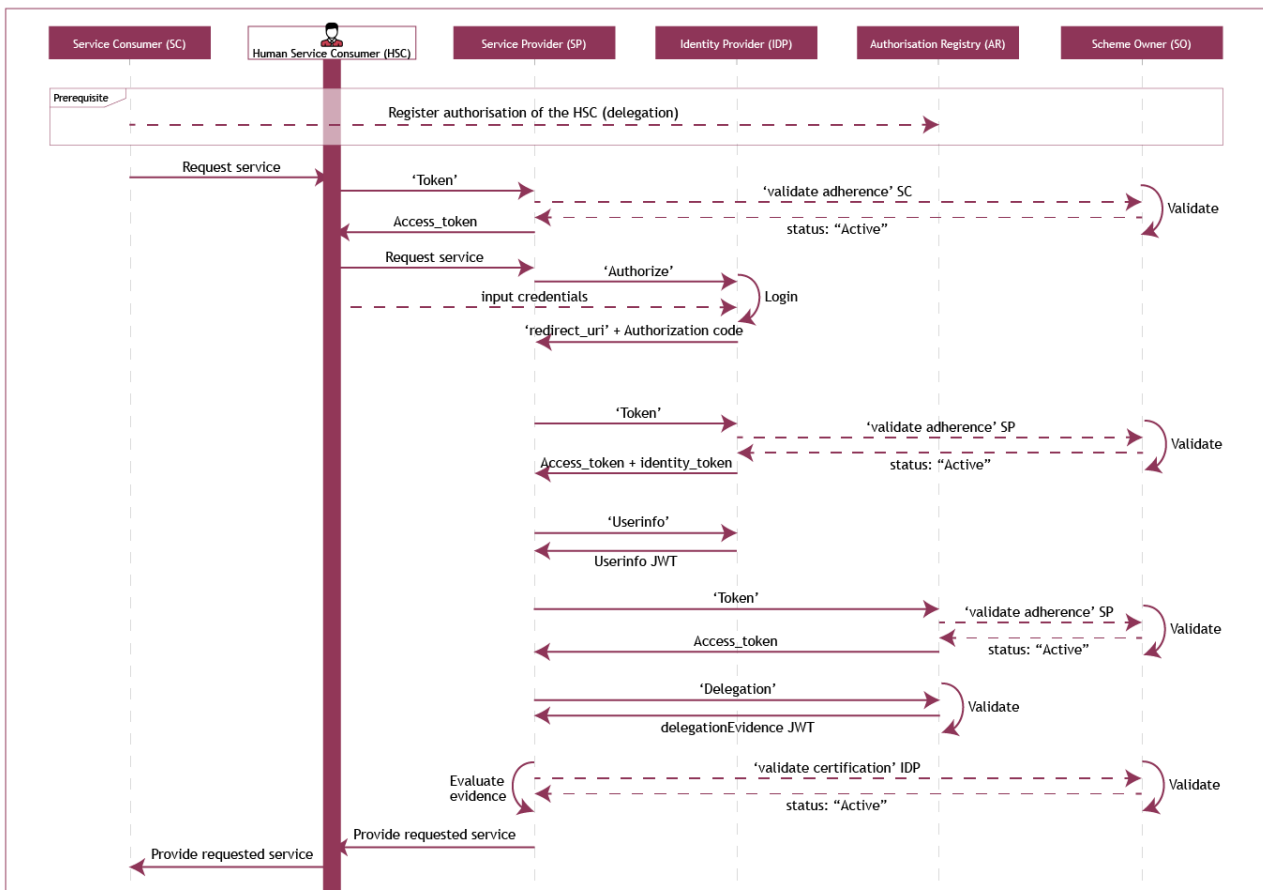 Service Consumer (SC)
Human Service Consumer (HSC)
Service Provider (SP)
Identity Provider (IDP)
Authorisation Registry (AR)
Scheme Owner (SO)
Prerequisite
Register authorisation of the HSC (delegation)
Request service
‘Token’
‘validate adherence’ SC
Validate
Access_token
status: “Active”
Request service
‘Authorize’
input credentials
Login
‘redirect_uri’ + Authorization code
‘Token’
‘validate adherence’ SP
Validate
Access_token + identity_token
status: “Active”
‘Userinfo’
Userinfo JWT
‘Token’
‘validate adherence’ SP
Validate
Access_token
status: “Active”
‘Delegation’
Validate
delegationEvidence JWT
Evaluate
evidence
‘validate certification’ IDP
Validate
status: “Active”
Provide requested service
Provide requested service